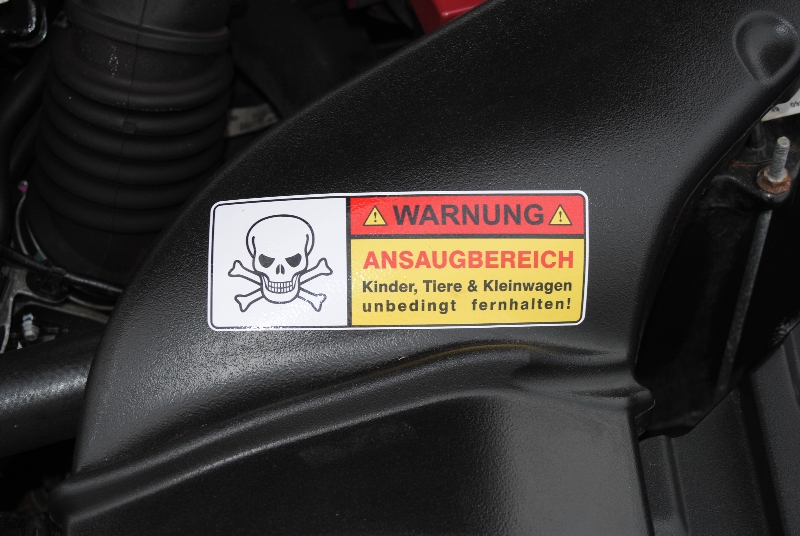 WARNUNG
ANSAUGBEREICH
Kinder, Tiere & Kleinwagen
unbedingt fernhalten!